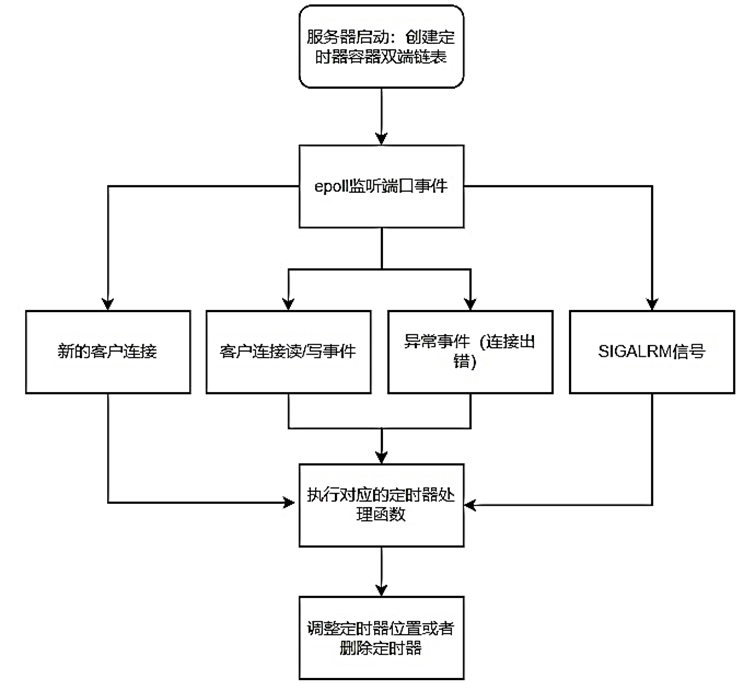 服务器启动：创建定
时器容器双端链表
epoll监听端口事件
新的客户连接
客户连接读/写事件
异常事件（连接出
错）
SIGALRM信号
执行对应的定时器处
理函数
调整定时器位置或者
删除定时器